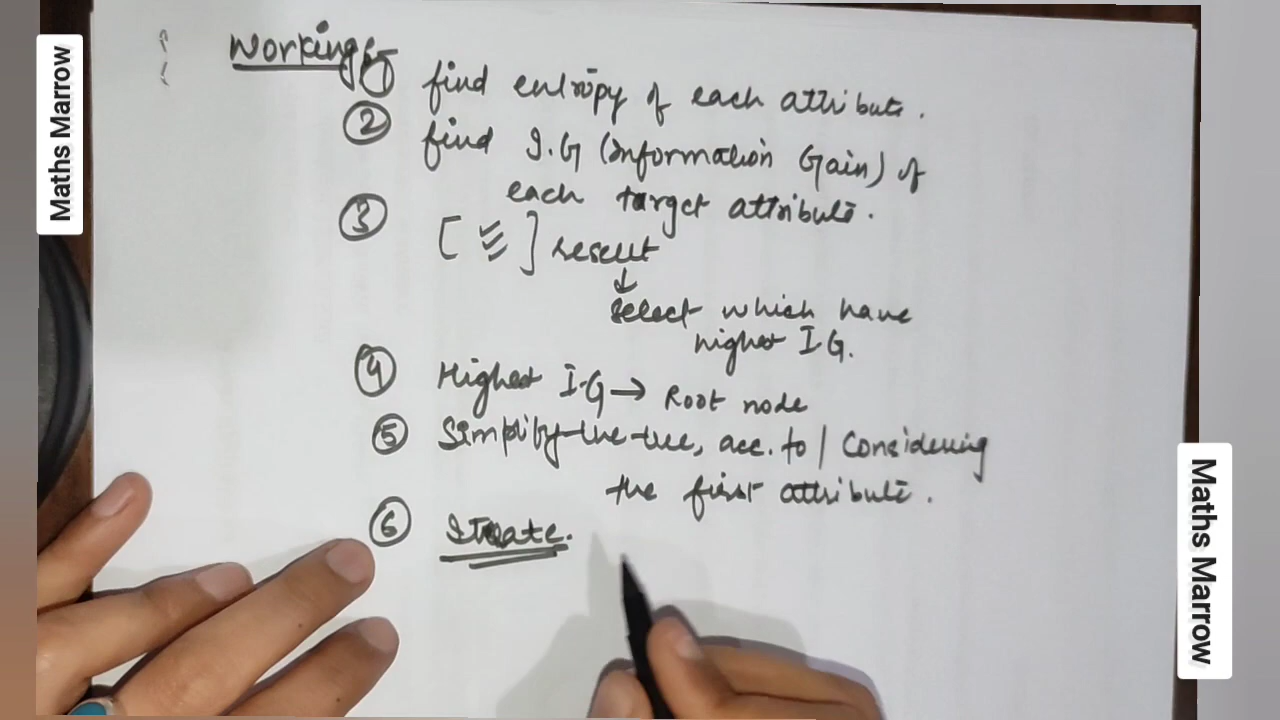 Working:-
① find entropy of each attribute.
② find I.G (Information Gain) of
each target attribute.
③ [ ] result
↓
select which have
highest I.G.
④ Highest I.G → Root node
⑤ Simplify the tree, acc. to / Considering
the first attribute.
⑥ Iterate.
Maths Marrow
Maths Marrow